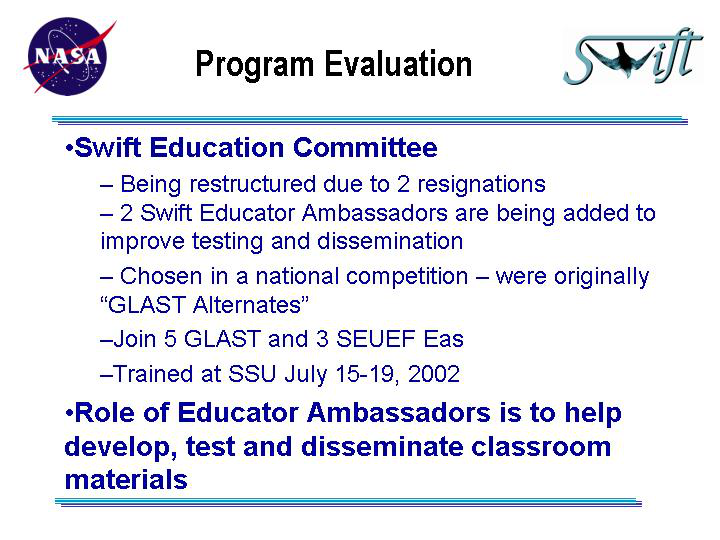 NASA
Program Evaluation
Swift
•Swift Education Committee
– Being restructured due to 2 resignations
– 2 Swift Educator Ambassadors are being added to
improve testing and dissemination
– Chosen in a national competition – were originally
“GLAST Alternates”
–Join 5 GLAST and 3 SEUEF Eas
–Trained at SSU July 15-19, 2002
•Role of Educator Ambassadors is to help
develop, test and disseminate classroom
materials